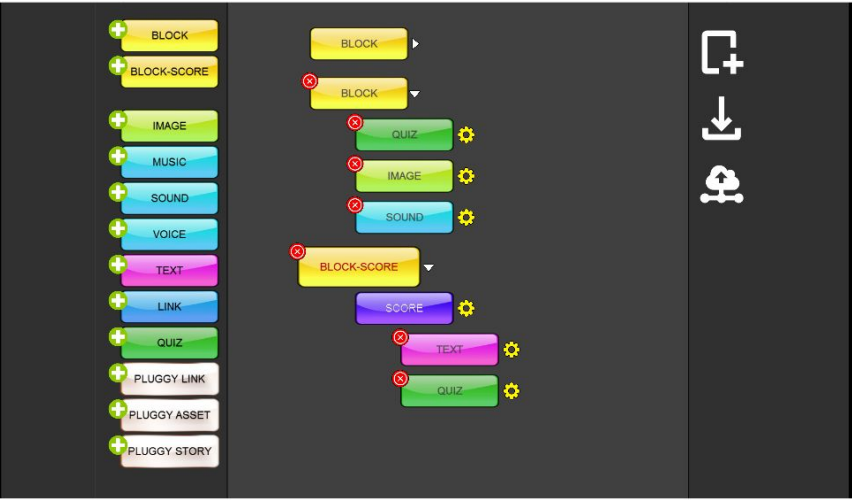 BLOCK
BLOCK-SCORE
IMAGE
MUSIC
SOUND
VOICE
TEXT
LINK
QUIZ
PLUGGY LINK
PLUGGY ASSET
PLUGGY STORY
BLOCK
BLOCK
QUIZ
IMAGE
SOUND
BLOCK-SCORE
SCORE
TEXT
QUIZ